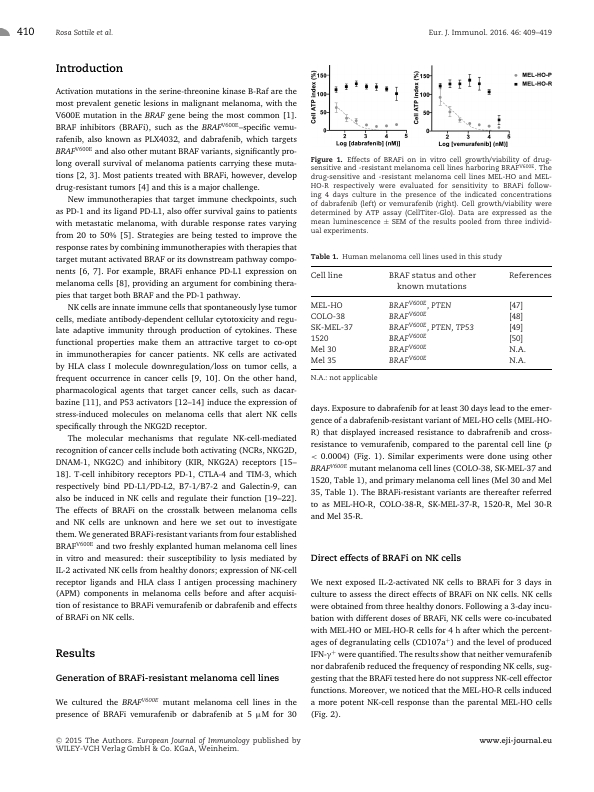 410
Rosa Sottile et al.
Eur. J. Immunol. 2016. 46: 409–419
Introduction
Activation mutations in the serine-threonine kinase B-Raf are the
most prevalent genetic lesions in malignant melanoma, with the
V600E mutation in the BRAF gene being the most common [1].
BRAF inhibitors (BRAFi), such as the BRAFV600E–specific vemu-
rafenib, also known as PLX4032, and dabrafenib, which targets
BRAFV600E and also other mutant BRAF variants, significantly pro-
long overall survival of melanoma patients carrying these muta-
tions [2, 3]. Most patients treated with BRAFi, however, develop
drug-resistant tumors [4] and this is a major challenge.
New immunotherapies that target immune checkpoints, such
as PD-1 and its ligand PD-L1, also offer survival gains to patients
with metastatic melanoma, with durable response rates varying
from 20 to 50% [5]. Strategies are being tested to improve the
response rates by combining immunotherapies with therapies that
target mutant activated BRAF or its downstream pathway compo-
nents [6, 7]. For example, BRAFi enhance PD-L1 expression on
melanoma cells [8], providing an argument for combining thera-
pies that target both BRAF and the PD-1 pathway.
NK cells are innate immune cells that spontaneously lyse tumor
cells, mediate antibody-dependent cellular cytotoxicity and regu-
late adaptive immunity through production of cytokines. These
functional properties make them an attractive target to co-opt
in immunotherapies for cancer patients. NK cells are activated
by HLA class I molecule downregulation/loss on tumor cells, a
frequent occurrence in cancer cells [9, 10]. On the other hand,
pharmacological agents that target cancer cells, such as dacar-
bazine [11], and P53 activators [12–14] induce the expression of
stress-induced molecules on melanoma cells that alert NK cells
specifically through the NKG2D receptor.
The molecular mechanisms that regulate NK-cell-mediated
recognition of cancer cells include both activating (NCRs, NKG2D,
DNAM-1, NKG2C) and inhibitory (KIR, NKG2A) receptors [15–
18]. T-cell inhibitory receptors PD-1, CTLA-4 and TIM-3, which
respectively bind PD-L1/PD-L2, B7-1/B7-2 and Galectin-9, can
also be induced in NK cells and regulate their function [19–22].
The effects of BRAFi on the crosstalk between melanoma cells
and NK cells are unknown and here we set out to investigate
them. We generated BRAFi-resistant variants from four established
BRAFV600E and two freshly explanted human melanoma cell lines
in vitro and measured: their susceptibility to lysis mediated by
IL-2 activated NK cells from healthy donors; expression of NK-cell
receptor ligands and HLA class I antigen processing machinery
(APM) components in melanoma cells before and after acquisi-
tion of resistance to BRAFi vemurafenib or dabrafenib and effects
of BRAFi on NK cells.
Results
Generation of BRAFi-resistant melanoma cell lines
We cultured the BRAFV600E mutant melanoma cell lines in the
presence of BRAFi vemurafenib or dabrafenib at 5 μM for 30
Cell ATP index (%)
150
100
50
0
2 3 4 5
Log [dabrafenib (nM)]
Cell ATP index (%)
150
100
50
0
2 3 4 5
Log [vemurafenib (nM)]
MEL-HO-P
MEL-HO-R
Figure 1. Effects of BRAFi on in vitro cell growth/viability of drug-
sensitive and -resistant melanoma cell lines harboring BRAFV600E. The
drug-sensitive and -resistant melanoma cell lines MEL-HO and MEL-
HO-R respectively were evaluated for sensitivity to BRAFi follow-
ing 4 days culture in the presence of the indicated concentrations
of dabrafenib (left) or vemurafenib (right). Cell growth/viability were
determined by ATP assay (CellTiter-Glo). Data are expressed as the
mean luminescence ± SEM of the results pooled from three individ-
ual experiments.
Table 1. Human melanoma cell lines used in this study
Cell line BRAF status and other References
known mutations
MEL-HO BRAFV600E, PTEN [47]
COLO-38 BRAFV600E [48]
SK-MEL-37 BRAFV600E, PTEN, TP53 [49]
1520 BRAFV600E [50]
Mel 30 BRAFV600E N.A.
Mel 35 BRAFV600E N.A.
N.A.: not applicable
days. Exposure to dabrafenib for at least 30 days lead to the emer-
gence of a dabrafenib-resistant variant of MEL-HO cells (MEL-HO-
R) that displayed increased resistance to dabrafenib and cross-
resistance to vemurafenib, compared to the parental cell line (p
< 0.0004) (Fig. 1). Similar experiments were done using other
BRAFV600E mutant melanoma cell lines (COLO-38, SK-MEL-37 and
1520, Table 1), and primary melanoma cell lines (Mel 30 and Mel
35, Table 1). The BRAFi-resistant variants are thereafter referred
to as MEL-HO-R, COLO-38-R, SK-MEL-37-R, 1520-R, Mel 30-R
and Mel 35-R.
Direct effects of BRAFi on NK cells
We next exposed IL-2-activated NK cells to BRAFi for 3 days in
culture to assess the direct effects of BRAFi on NK cells. NK cells
were obtained from three healthy donors. Following a 3-day incu-
bation with different doses of BRAFi, NK cells were co-incubated
with MEL-HO or MEL-HO-R cells for 4 h after which the percent-
ages of degranulating cells (CD107a+) and the level of produced
IFN-γ+ were quantified. The results show that neither vemurafenib
nor dabrafenib reduced the frequency of responding NK cells, sug-
gesting that the BRAFi tested here do not suppress NK-cell effector
functions. Moreover, we noticed that the MEL-HO-R cells induced
a more potent NK-cell response than the parental MEL-HO cells
(Fig. 2).
© 2015 The Authors. European Journal of Immunology published by
WILEY-VCH Verlag GmbH & Co. KGaA, Weinheim.
www.eji-journal.eu